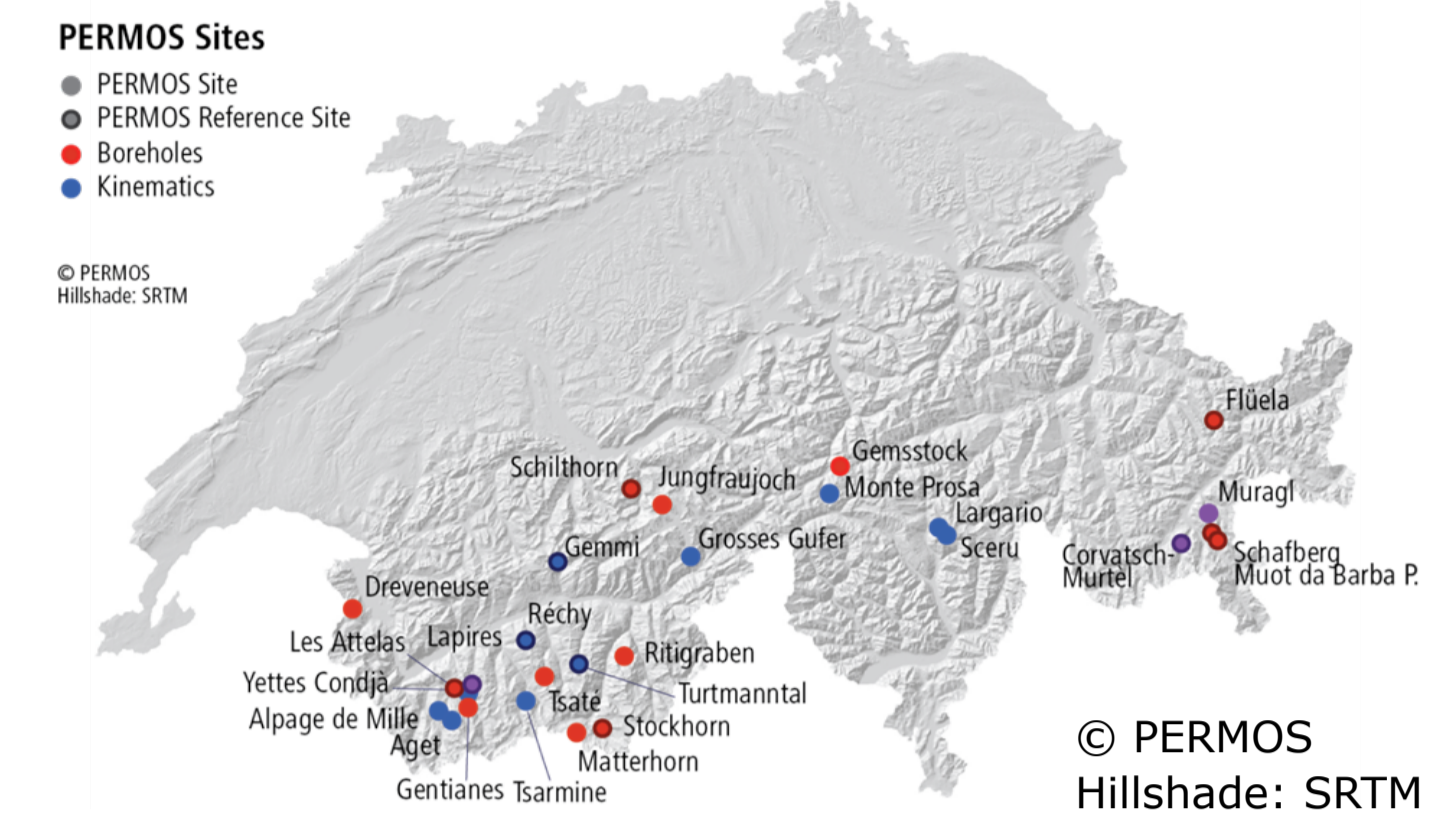 PERMOS Sites
PERMOS Site
PERMOS Reference Site
Boreholes
Kinematics
© PERMOS
Hillshade: SRTM
Flüela
Gemsstock
Schilthorn
Jungfraujoch
Monte Prosa
Muragl
Largario
Grosses Gufer
Gemmi
Sceru
Corvatsch-
Murtèl
Schafberg
Muot da Barba P.
Dreveneuse
Réchy
Les Attelas
Lapires
Ritigraben
Yettes Condjà
Turtmanntal
Tsaté
Alpage de Mille
Stockhorn
Aget
Matterhorn
Gentianes
Tsarmine
© PERMOS
Hillshade: SRTM